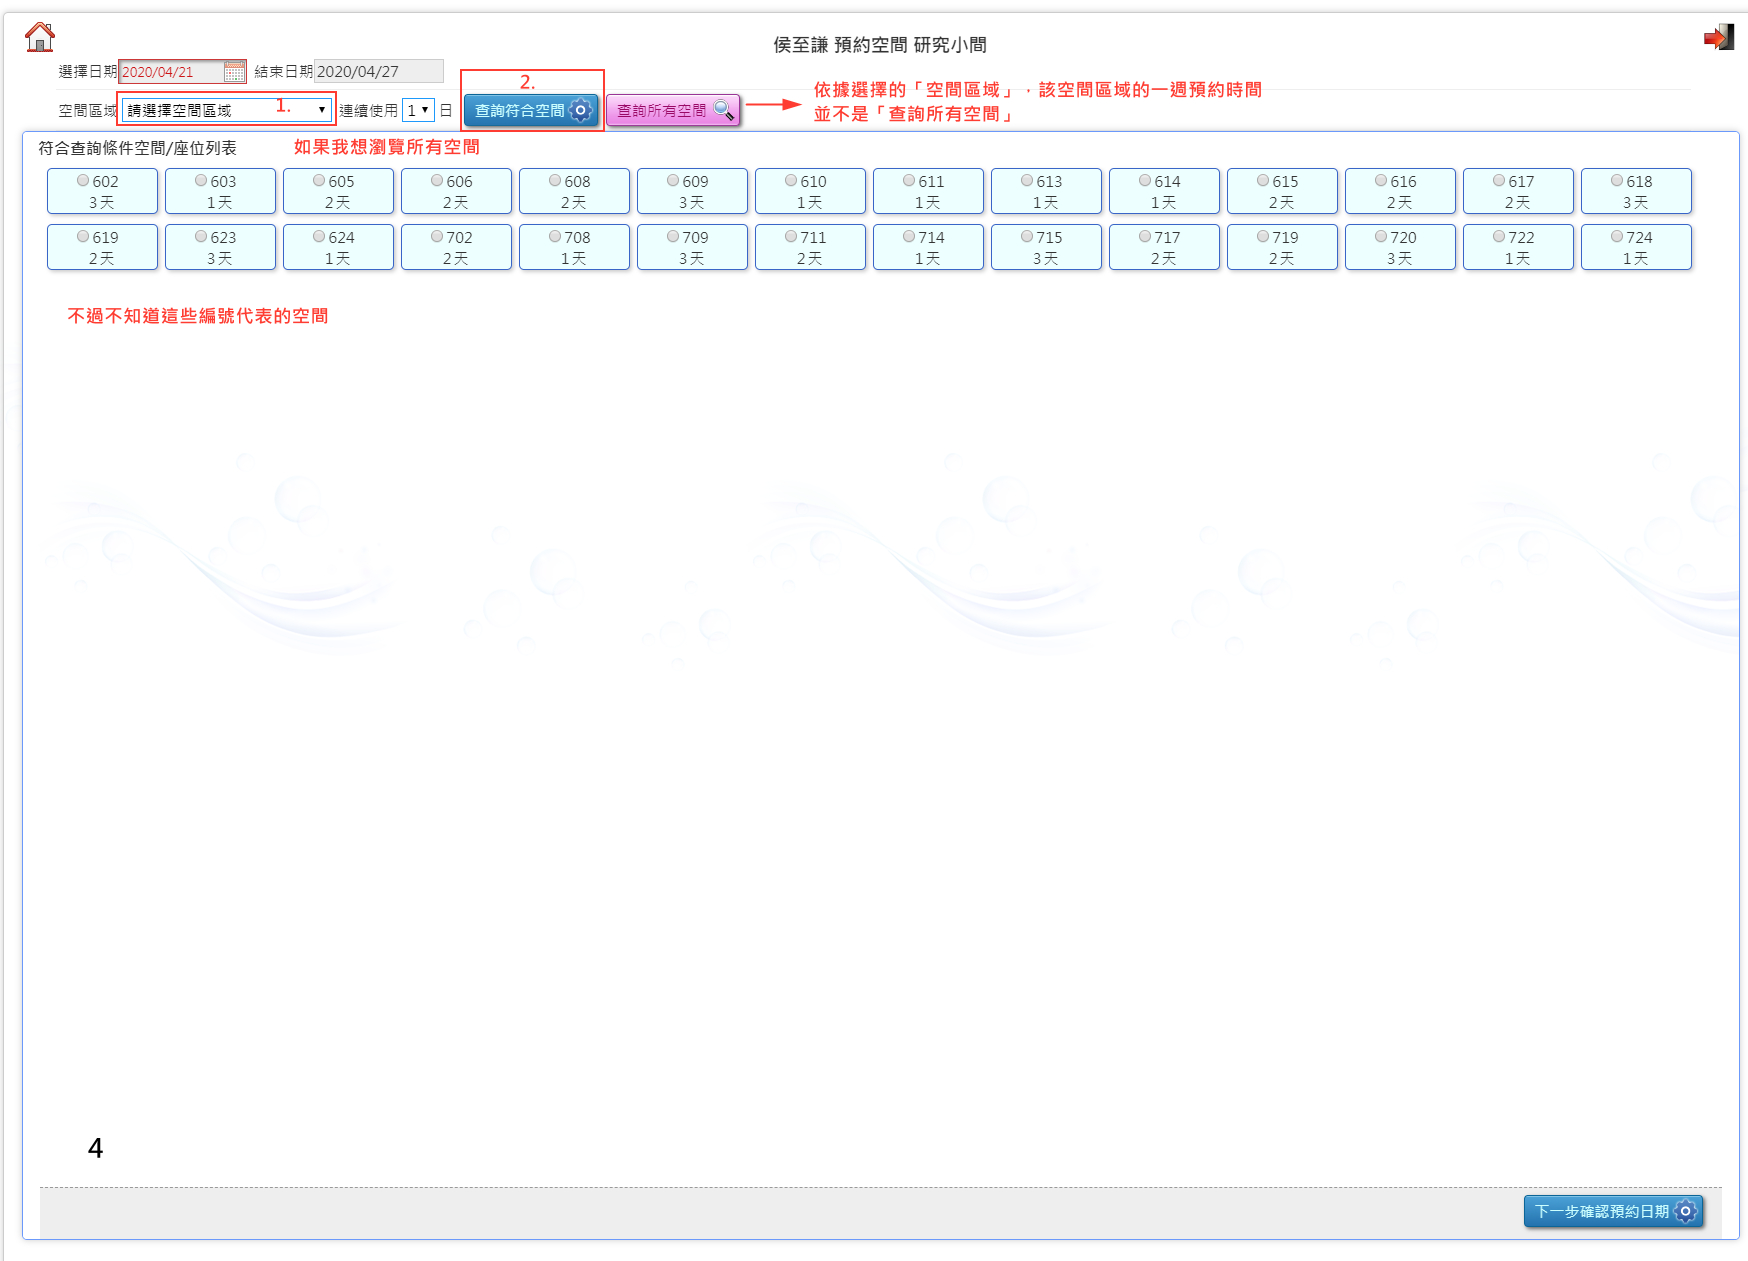 侯至謙 預約空間 研究小間
選擇日期 2020/04/21 結束日期 2020/04/27
空間區域 請選擇空間區域 1. 連續使用 1 日 2. 查詢符合空間 查詢所有空間
依據選擇的「空間區域」，該空間區域的一週預約時間
並不是「查詢所有空間」
符合查詢條件空間/座位列表 如果我想瀏覽所有空間
602 603 605 606 608 609 610 611 613 614 615 616 617 618
3天 1天 2天 2天 2天 3天 1天 1天 1天 1天 2天 2天 2天 3天
619 623 624 702 708 709 711 714 715 717 719 720 722 724
2天 3天 1天 2天 1天 3天 2天 1天 3天 2天 2天 3天 1天 1天
不過不知道這些編號代表的空間
4
下一步確認預約日期